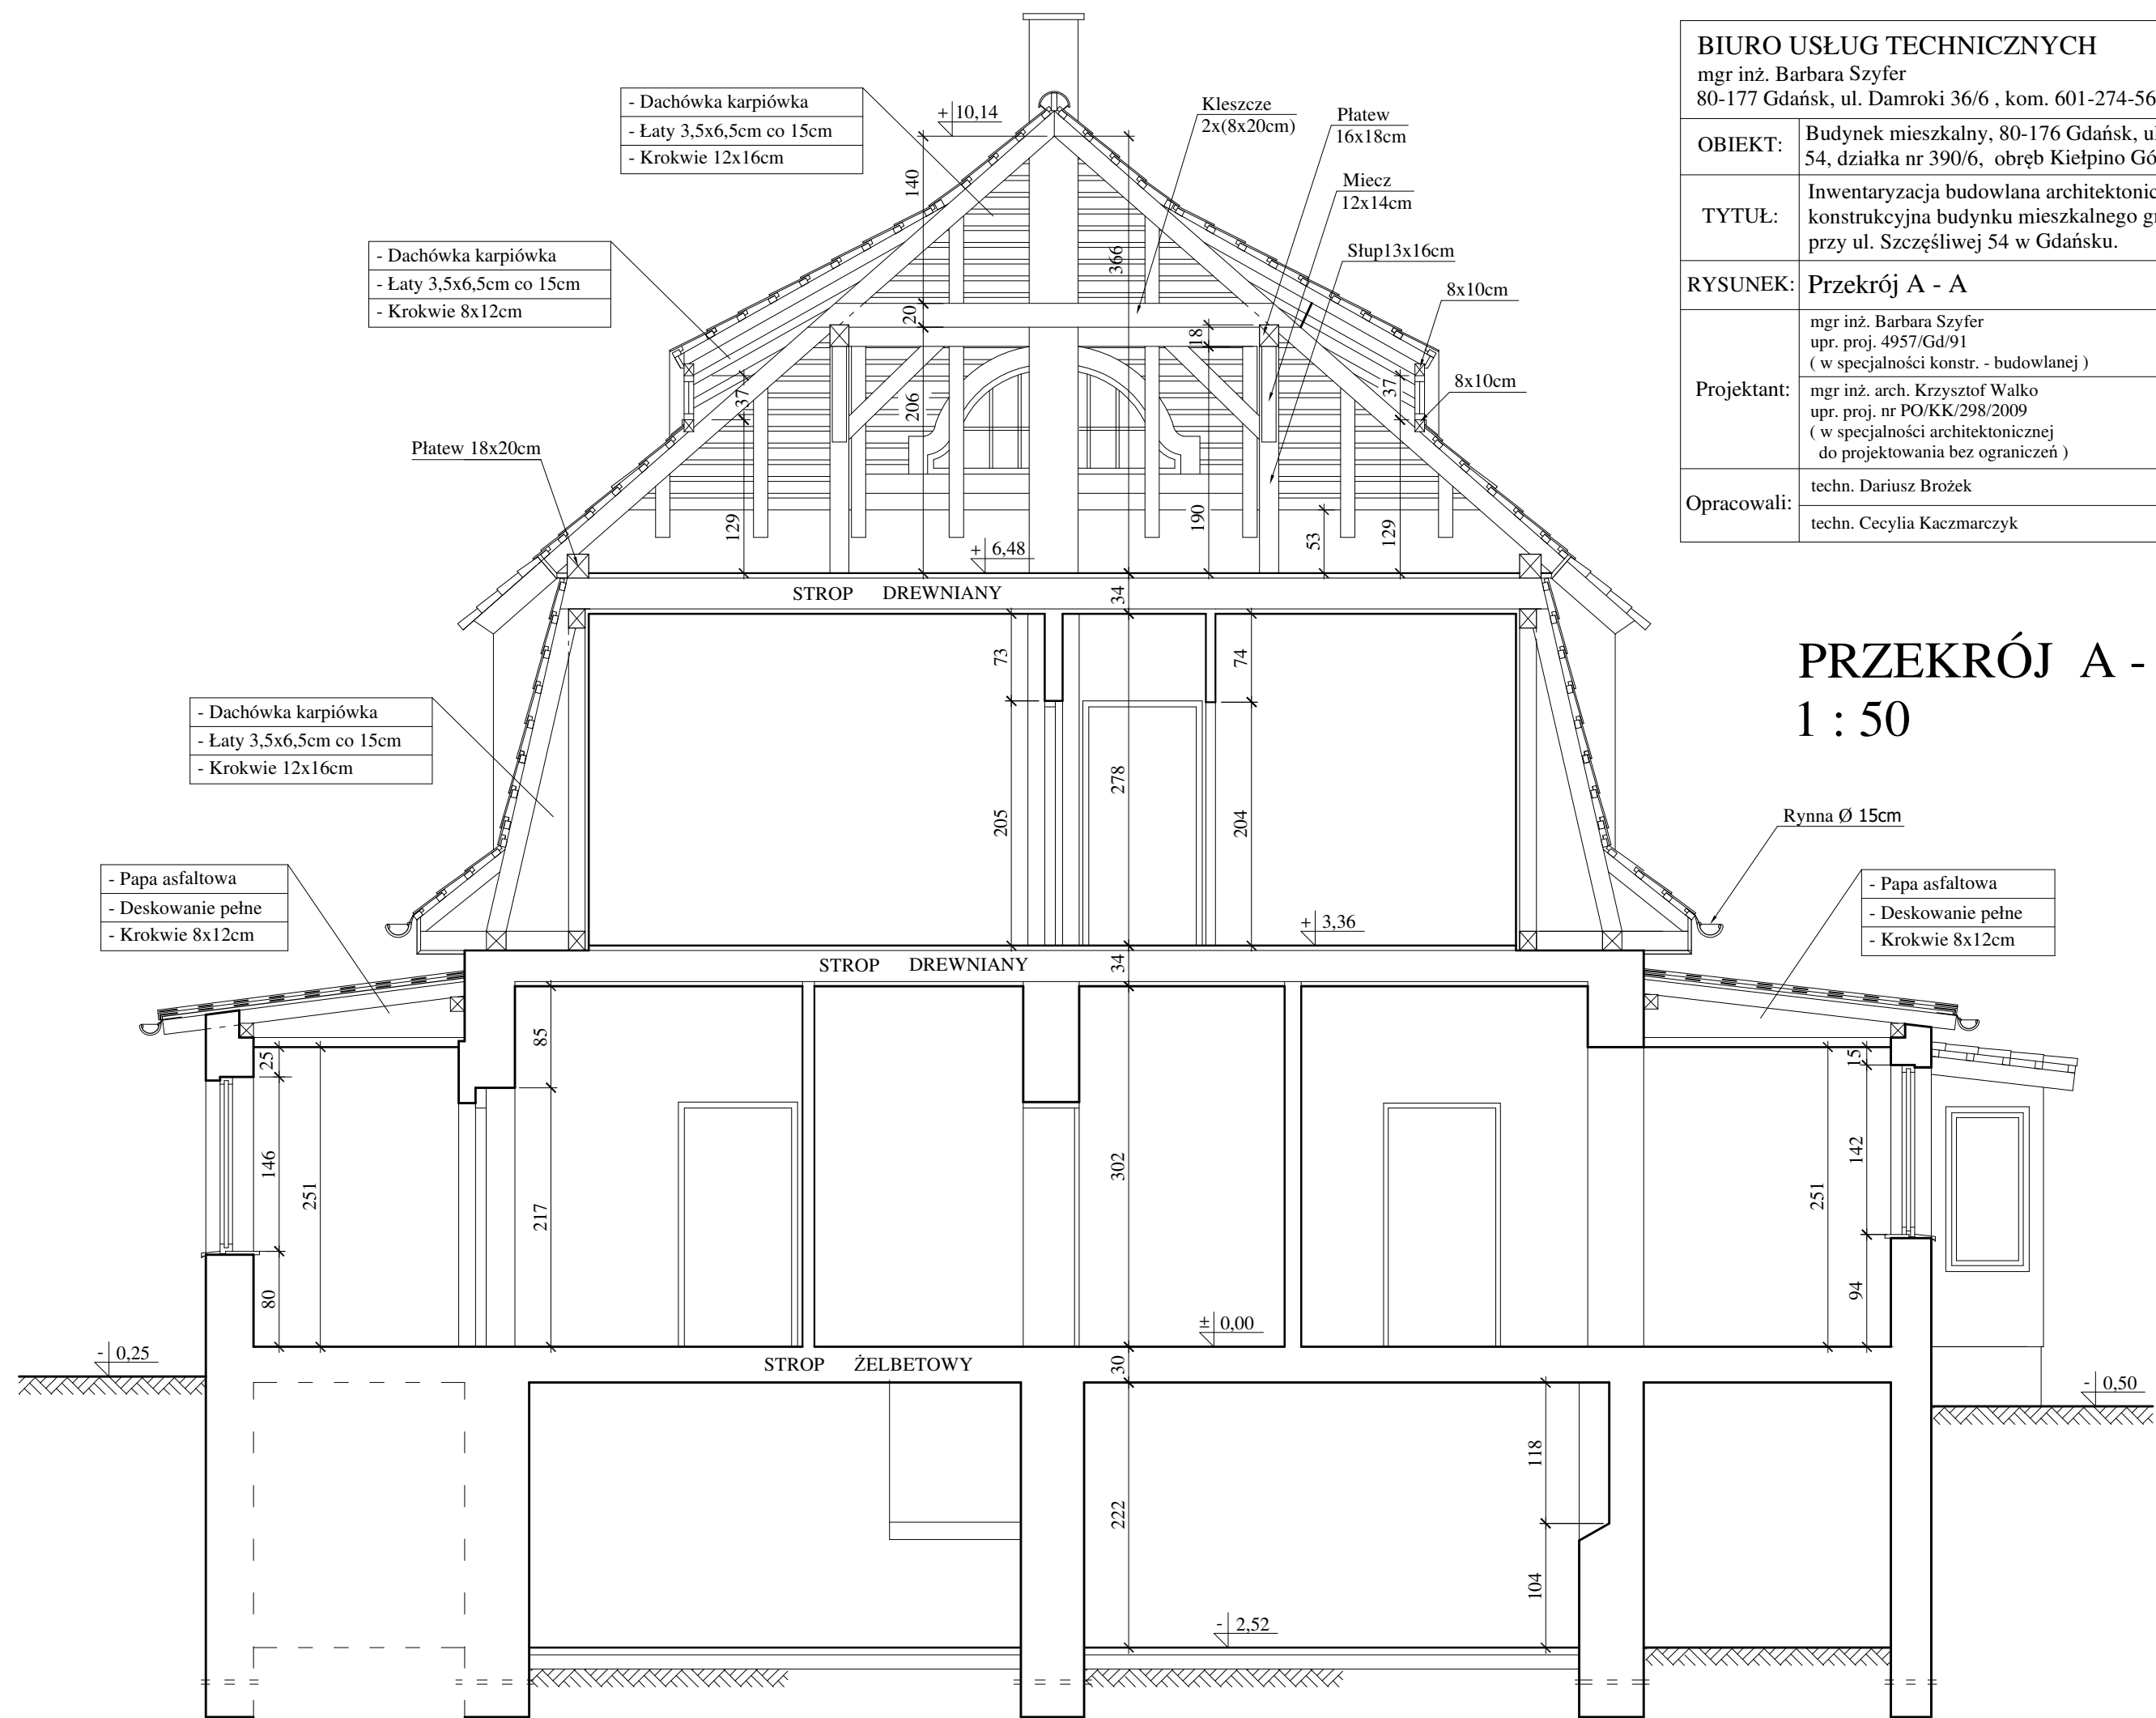 BIURO USŁUG TECHNICZNYCH
mgr inż. Barbara Szyfer
80-177 Gdańsk, ul. Damroki 36/6 , kom. 601-274-56
OBIEKT:
Budynek mieszkalny, 80-176 Gdańsk, ul
54, działka nr 390/6, obręb Kiełpino Gó
TYTUŁ:
Inwentaryzacja budowlana architektonic
konstrukcyjna budynku mieszkalnego g
przy ul. Szczęśliwej 54 w Gdańsku.
RYSUNEK:
Przekrój A - A
Projektant:
mgr inż. Barbara Szyfer
upr. proj. 4957/Gd/91
( w specjalności konstr. - budowlanej )
mgr inż. arch. Krzysztof Walko
upr. proj. nr PO/KK/298/2009
( w specjalności architektonicznej
do projektowania bez ograniczeń )
Opracowali:
techn. Dariusz Brożek
techn. Cecylia Kaczmarczyk
PRZEKRÓJ A -
1 : 50
- Dachówka karpiówka
- Łaty 3,5x6,5cm co 15cm
- Krokwie 12x16cm
- Dachówka karpiówka
- Łaty 3,5x6,5cm co 15cm
- Krokwie 8x12cm
+ 10,14
Kleszcze
2x(8x20cm)
Płatew
16x18cm
Miecz
12x14cm
Słup13x16cm
8x10cm
8x10cm
140
366
20
18
37
206
37
Płatew 18x20cm
129
190
53
129
+ 6,48
STROP DREWNIANY
34
73
74
- Dachówka karpiówka
- Łaty 3,5x6,5cm co 15cm
- Krokwie 12x16cm
278
205
204
Rynna Ø 15cm
- Papa asfaltowa
- Deskowanie pełne
- Krokwie 8x12cm
- Papa asfaltowa
- Deskowanie pełne
- Krokwie 8x12cm
+ 3,36
STROP DREWNIANY
34
85
25
15
146
251
217
302
251
142
80
94
± 0,00
- 0,25
STROP ŻELBETOWY
30
- 0,50
118
222
104
- 2,52